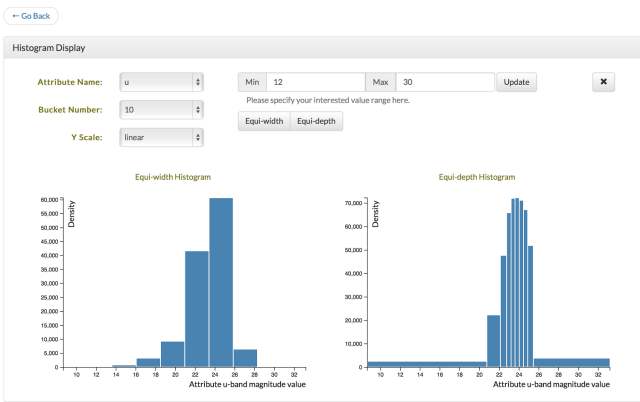 ← Go Back
Histogram Display
Attribute Name: u Min 12 Max 30 Update ✖
Please specify your interested value range here.
Bucket Number: 10 Equi-width Equi-depth
Y Scale: linear
Equi-width Histogram
Density
60,000
50,000
45,000
40,000
35,000
30,000
25,000
20,000
15,000
10,000
5,000
0
10 12 14 16 18 20 22 24 26 28 30 32
Attribute u-band magnitude value
Equi-depth Histogram
Density
70,000
60,000
50,000
40,000
30,000
20,000
10,000
0
10 12 14 16 18 20 22 24 26 28 30 32
Attribute u-band magnitude value